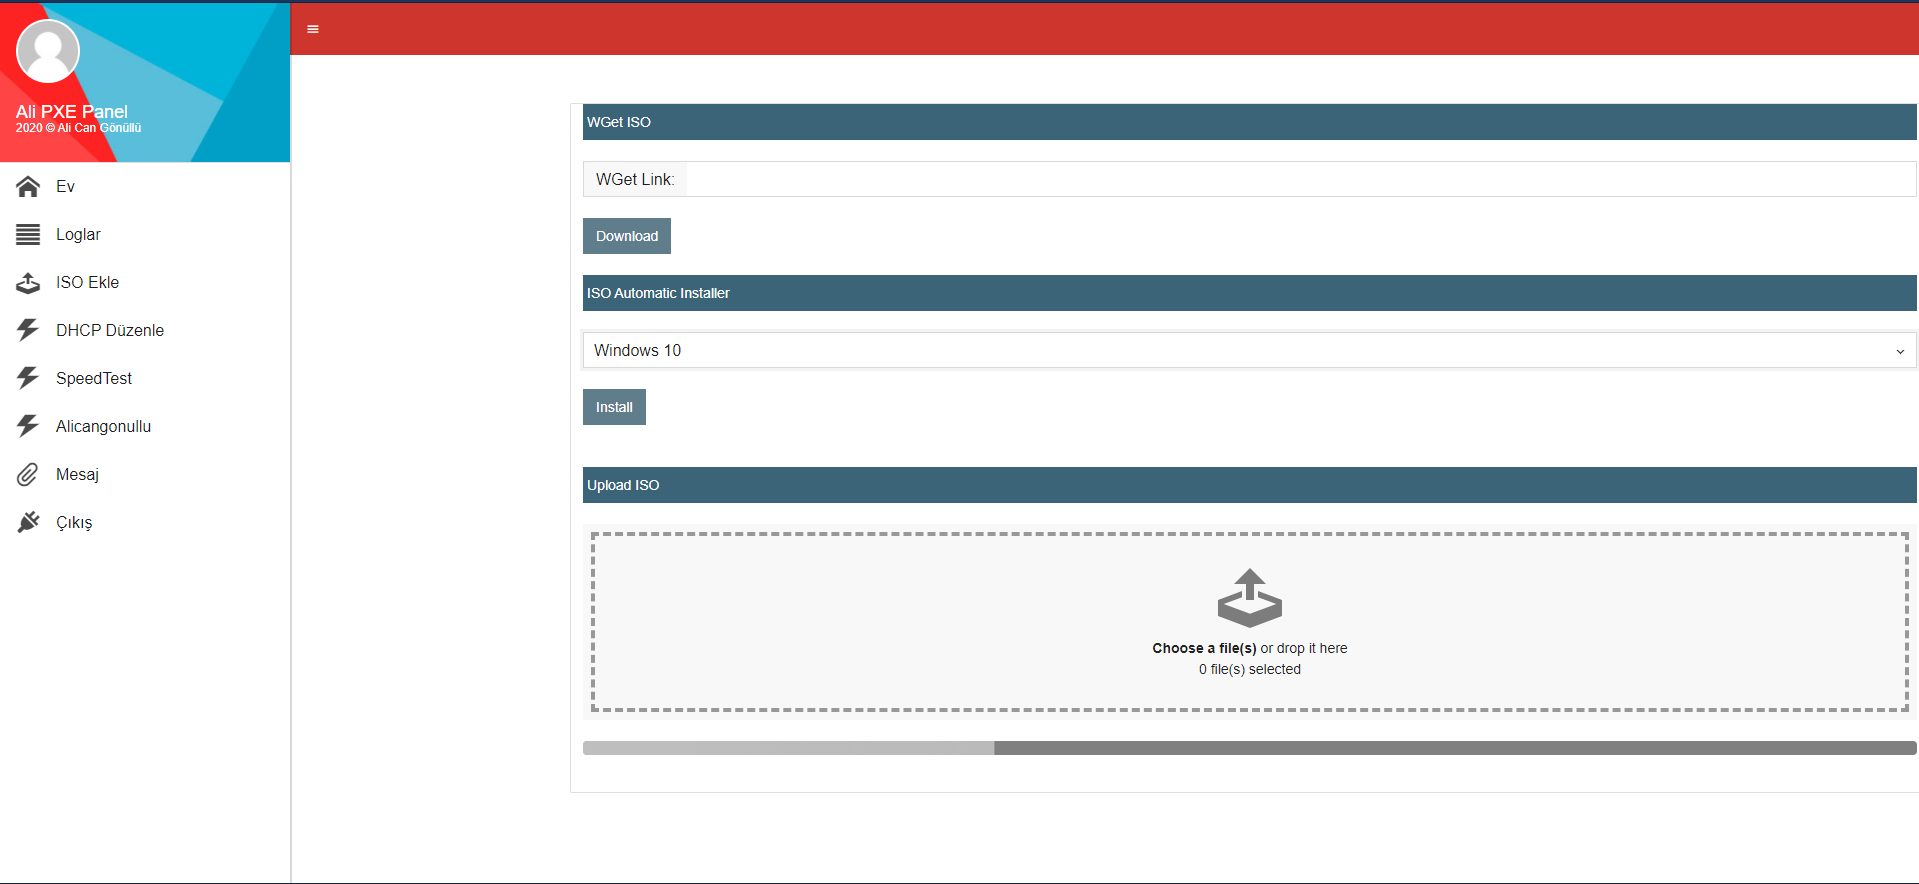 Ali PXE Panel
2020 © Ali Can Gönüllü
Ev
Loglar
ISO Ekle
DHCP Düzenle
SpeedTest
Alicangonullu
Mesaj
Çıkış
WGet ISO
WGet Link:
Download
ISO Automatic Installer
Windows 10
Install
Upload ISO
Choose a file(s) or drop it here
0 file(s) selected